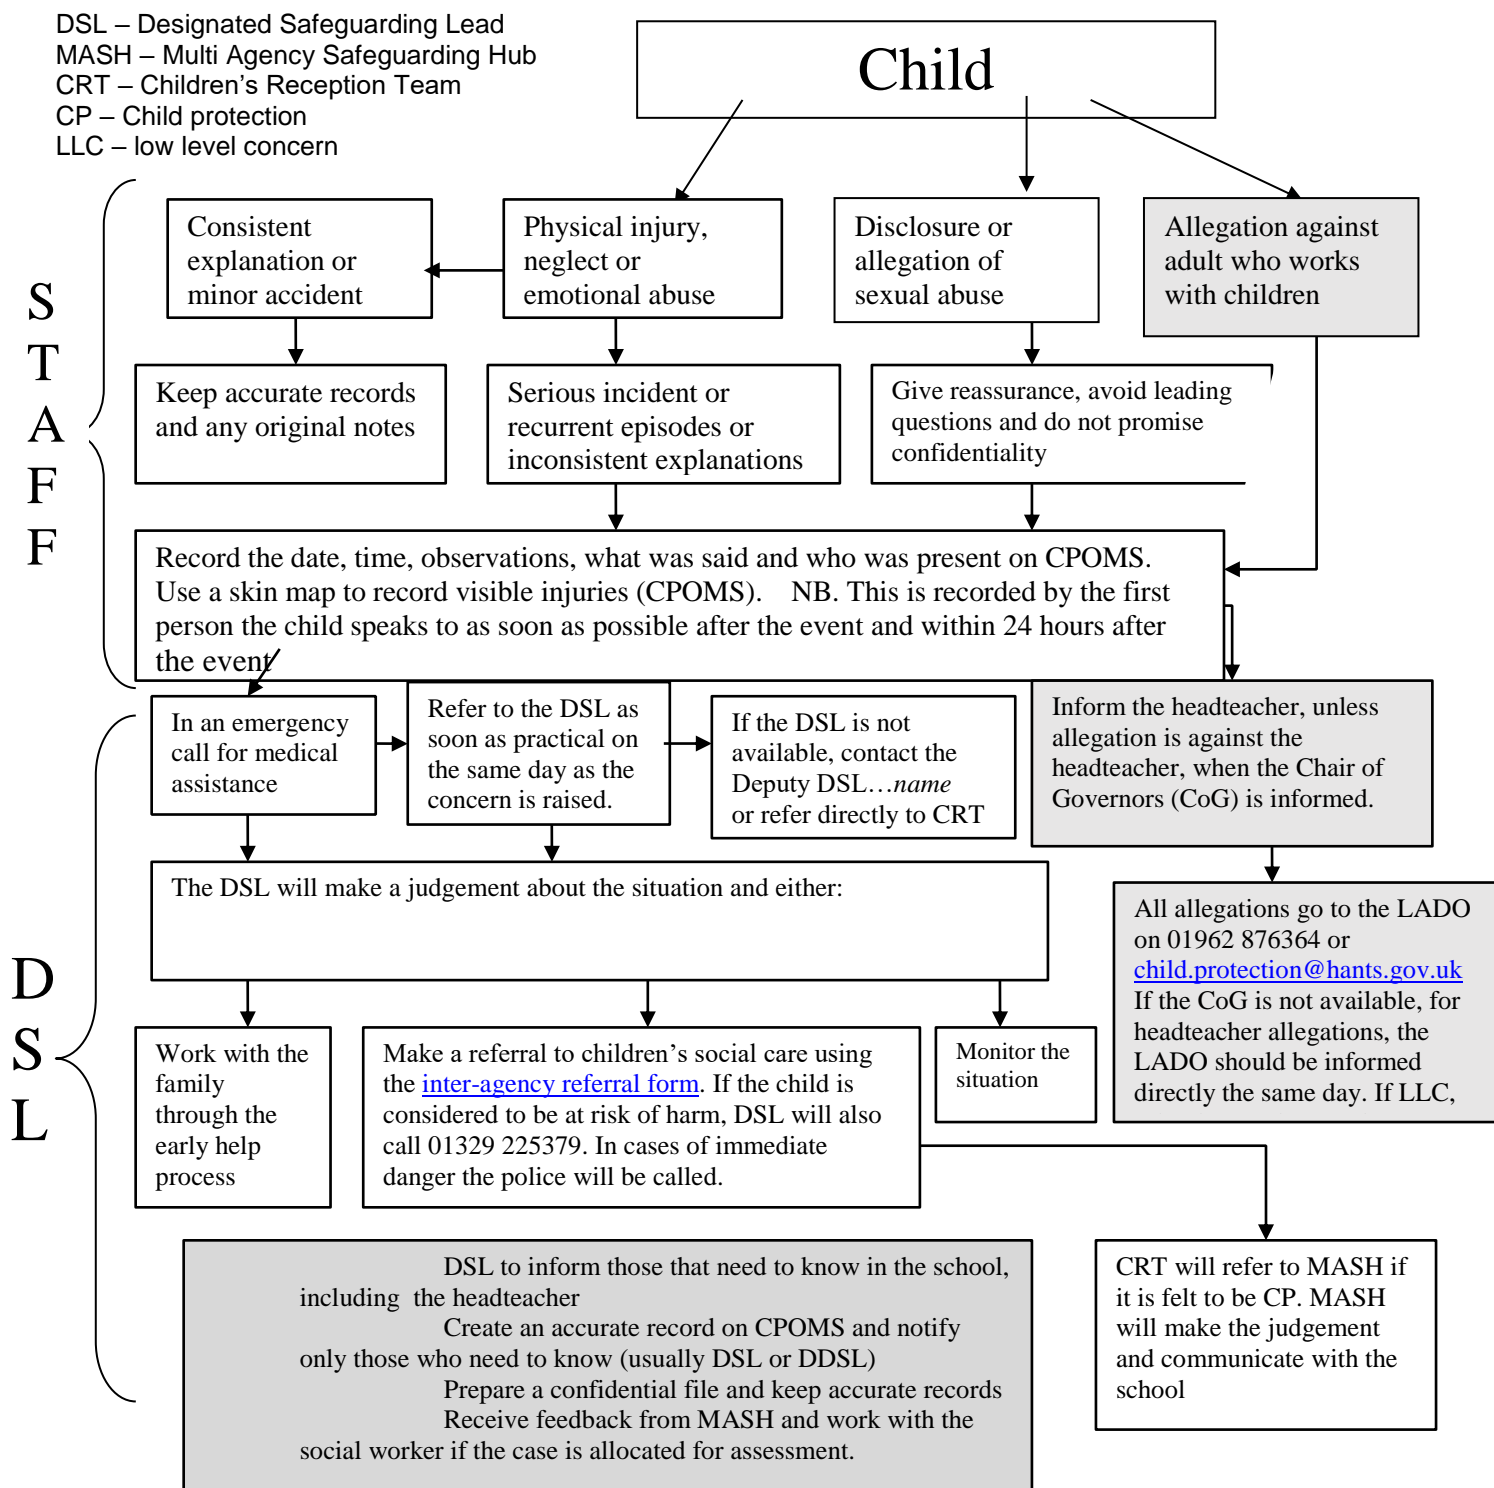 DSL – Designated Safeguarding Lead
MASH – Multi Agency Safeguarding Hub
CRT – Children's Reception Team
CP – Child protection
LLC – low level concern
Child
S
T
A
F
F
Consistent
explanation or
minor accident
Physical injury,
neglect or
emotional abuse
Disclosure or
allegation of
sexual abuse
Allegation against
adult who works
with children
Keep accurate records
and any original notes
Serious incident or
recurrent episodes or
inconsistent explanations
Give reassurance, avoid leading
questions and do not promise
confidentiality
Record the date, time, observations, what was said and who was present on CPOMS.
Use a skin map to record visible injuries (CPOMS). NB. This is recorded by the first
person the child speaks to as soon as possible after the event and within 24 hours after
the event
D
S
L
In an emergency
call for medical
assistance
Refer to the DSL as
soon as practical on
the same day as the
concern is raised.
If the DSL is not
available, contact the
Deputy DSL…name
or refer directly to CRT
Inform the headteacher, unless
allegation is against the
headteacher, when the Chair of
Governors (CoG) is informed.
The DSL will make a judgement about the situation and either:
All allegations go to the LADO
on 01962 876364 or
child.protection@hants.gov.uk
If the CoG is not available, for
headteacher allegations, the
LADO should be informed
directly the same day. If LLC,
Work with the
family
through the
early help
process
Make a referral to children's social care using
the inter-agency referral form. If the child is
considered to be at risk of harm, DSL will also
call 01329 225379. In cases of immediate
danger the police will be called.
Monitor the
situation
DSL to inform those that need to know in the school,
including the headteacher
Create an accurate record on CPOMS and notify
only those who need to know (usually DSL or DDSL)
Prepare a confidential file and keep accurate records
Receive feedback from MASH and work with the
social worker if the case is allocated for assessment.
CRT will refer to MASH if
it is felt to be CP. MASH
will make the judgement
and communicate with the
school